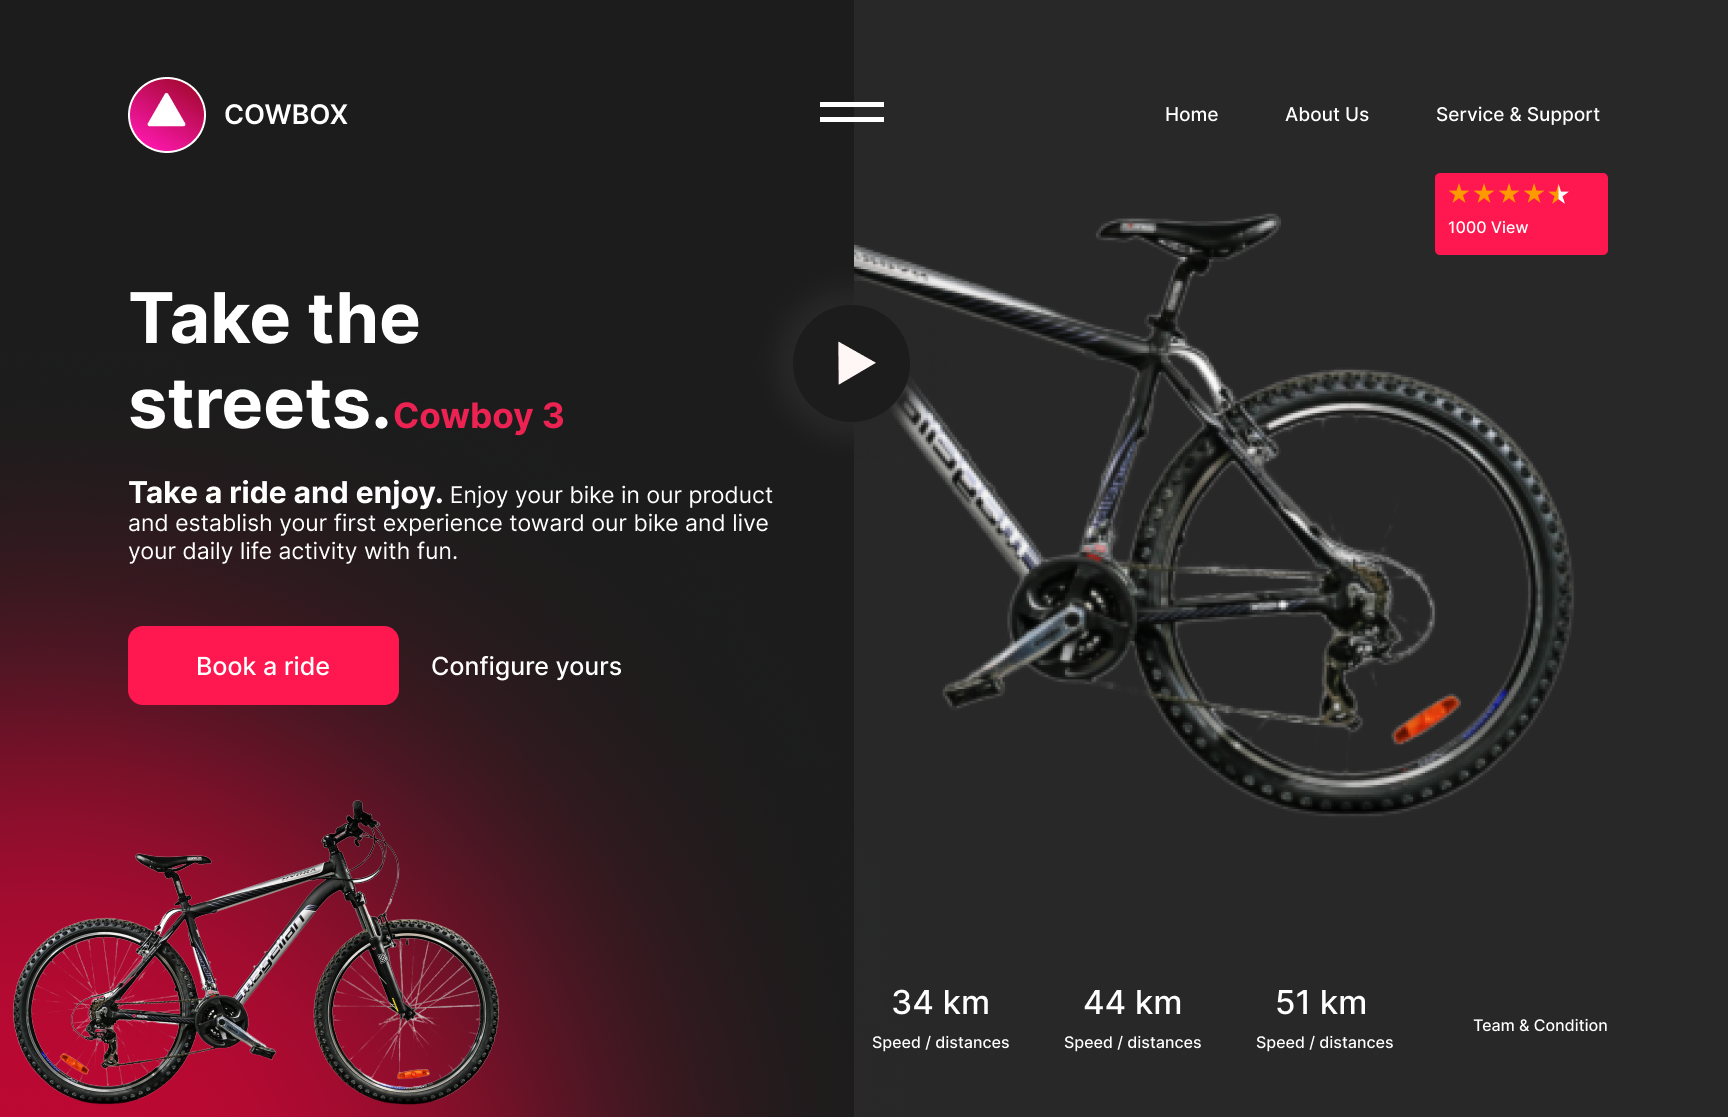 COWBOX
Home
About Us
Service & Support
1000 View
Take the
streets. Cowboy 3
Take a ride and enjoy. Enjoy your bike in our product
and establish your first experience toward our bike and live
your daily life activity with fun.
Book a ride
Configure yours
34 km
Speed / distances
44 km
Speed / distances
51 km
Speed / distances
Team & Condition